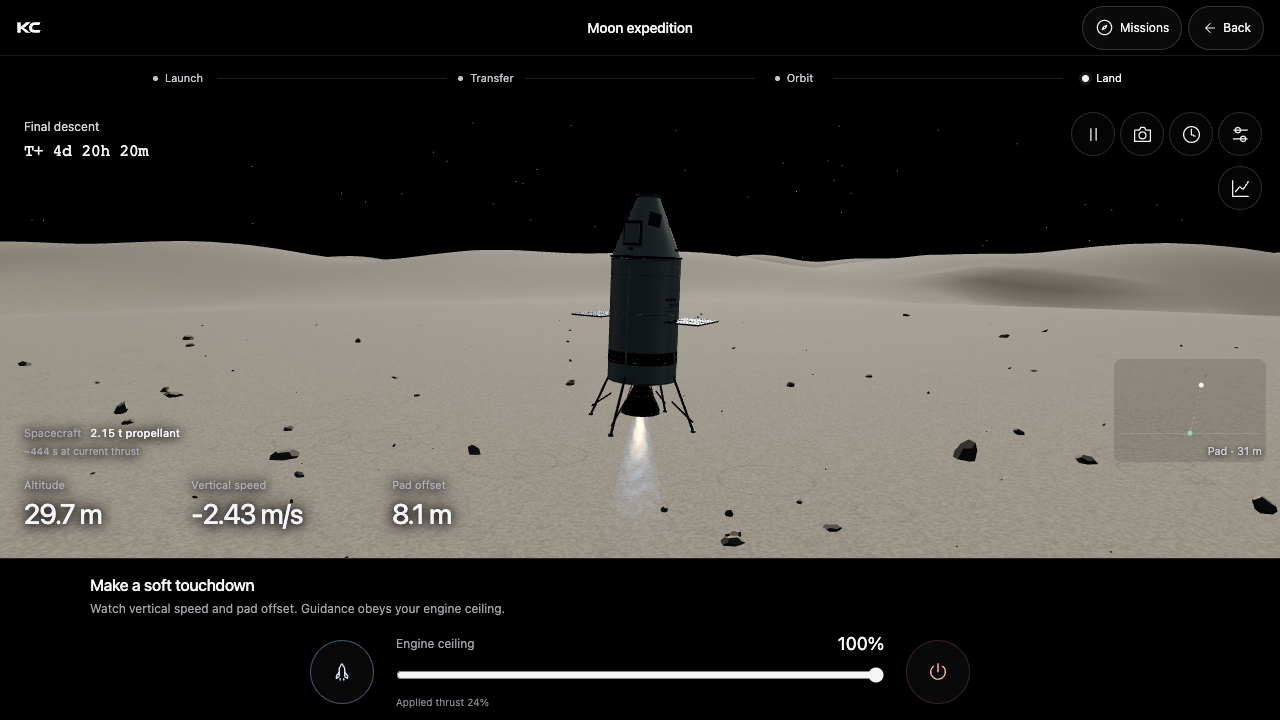 KC
Moon expedition
Missions
Back
Launch
Transfer
Orbit
Land
Final descent
T+ 4d 20h 20m
Spacecraft 2.15 t propellant
~444 s at current thrust
Altitude
29.7 m
Vertical speed
-2.43 m/s
Pad offset
8.1 m
Pad · 31 m
Make a soft touchdown
Watch vertical speed and pad offset. Guidance obeys your engine ceiling.
Engine ceiling
100%
Applied thrust 24%